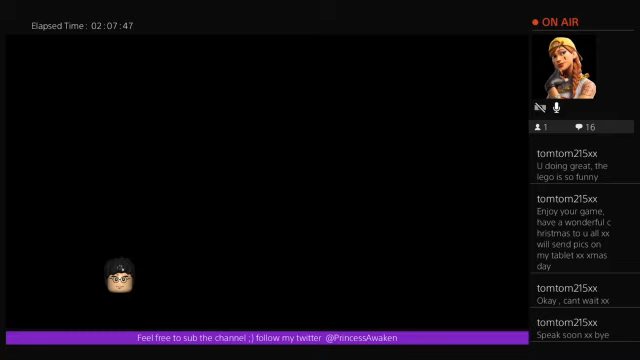 Elapsed Time : 02:07:47
ON AIR
1 16
tomtom215xx
U doing great, the
lego is so funny
tomtom215xx
Enjoy your game,
have a wonderful c
hristmas to u all xx
will send pics on
my tablet xx xmas
day
tomtom215xx
Okay , cant wait xx
tomtom215xx
Speak soon xx bye
Feel free to sub the channel ;) follow my twitter @PrincessAwaken